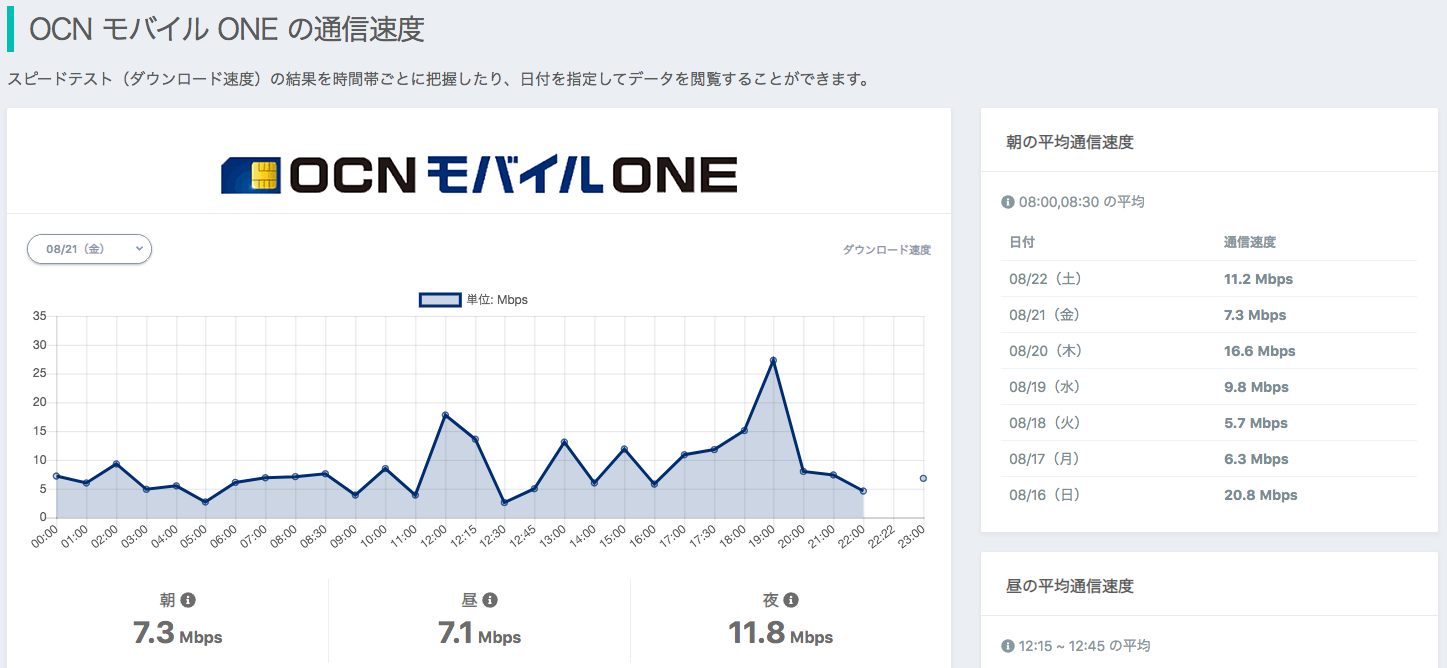 OCN モバイル ONE の通信速度
スピードテスト（ダウンロード速度）の結果を時間帯ごとに把握したり、日付を指定してデータを閲覧することができます。
OCN モバイル ONE
08/21（金）
ダウンロード速度
単位: Mbps
35
30
25
20
15
10
5
0
00:00 01:00 02:00 03:00 04:00 05:00 06:00 07:00 08:00 08:30 09:00 10:00 11:00 12:00 12:15 12:30 12:45 13:00 14:00 15:00 16:00 17:00 17:30 18:00 19:00 20:00 21:00 22:00 22:22 23:00
朝 昼 夜
7.3 Mbps 7.1 Mbps 11.8 Mbps
朝の平均通信速度
08:00,08:30 の平均
日付 通信速度
08/22（土） 11.2 Mbps
08/21（金） 7.3 Mbps
08/20（木） 16.6 Mbps
08/19（水） 9.8 Mbps
08/18（火） 5.7 Mbps
08/17（月） 6.3 Mbps
08/16（日） 20.8 Mbps
昼の平均通信速度
12:15 ~ 12:45 の平均